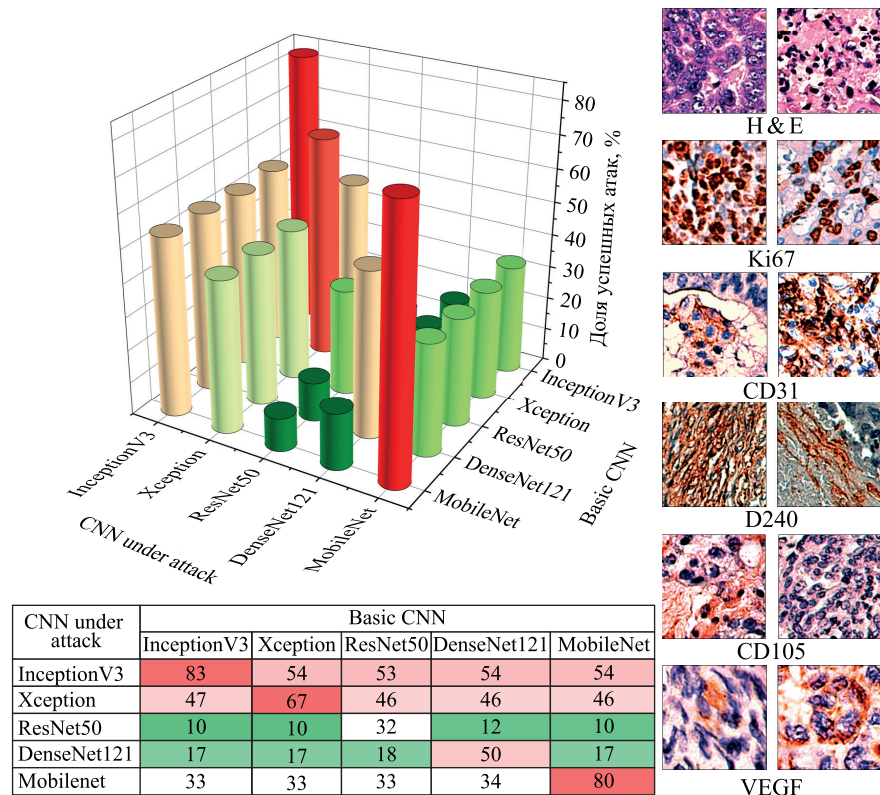 80
70
60
50
40
30
20
10
0
Доля успешных атак, %
InceptionV3
Xception
ResNet50
DenseNet121
MobileNet
Basic CNN
InceptionV3
Xception
ResNet50
DenseNet121
MobileNet
CNN under attack
H & E
Ki67
CD31
D240
CD105
VEGF
CNN under attack Basic CNN
InceptionV3 Xception ResNet50 DenseNet121 MobileNet
InceptionV3 83 54 53 54 54
Xception 47 67 46 46 46
ResNet50 10 10 32 12 10
DenseNet121 17 17 18 50 17
Mobilenet 33 33 33 34 80